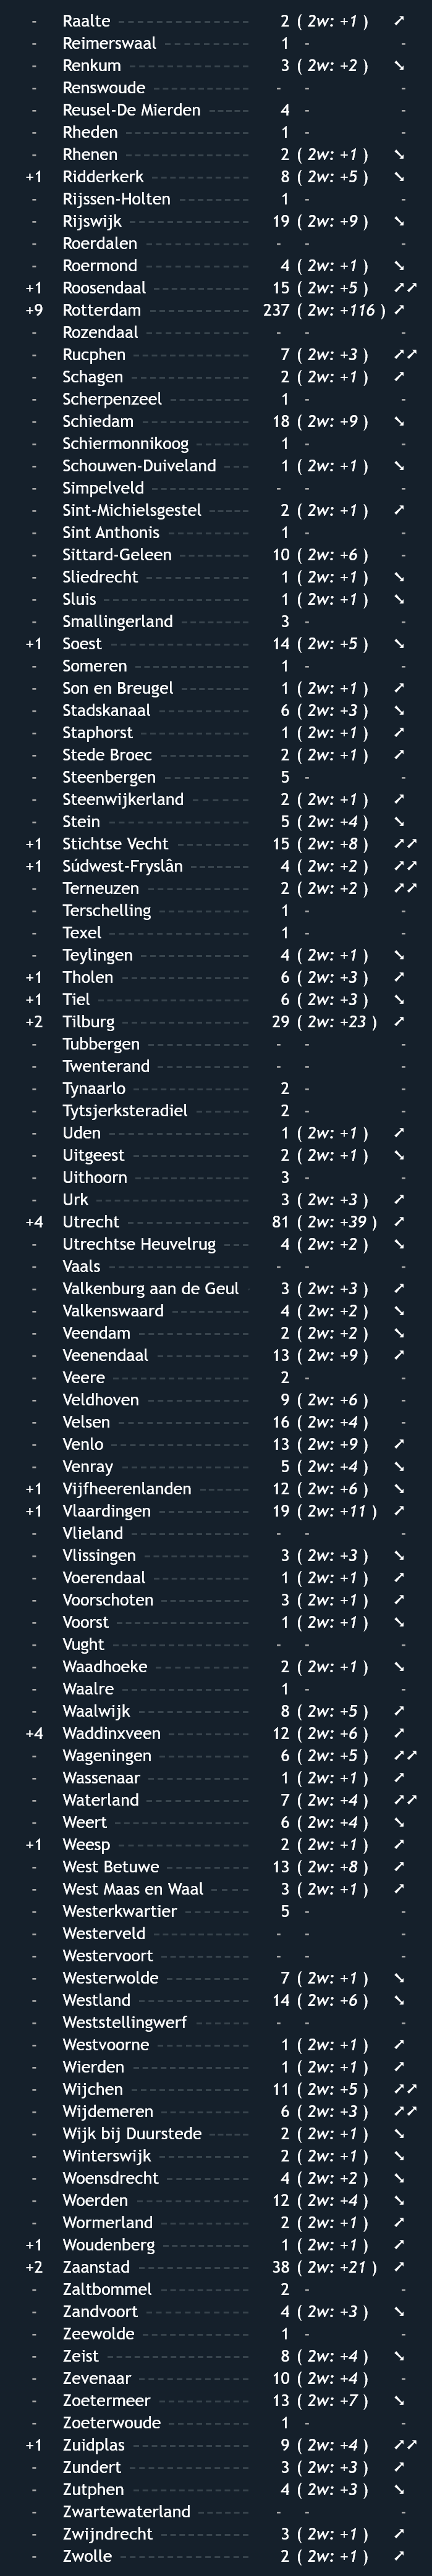 - Raalte 2 ( 2w: +1 ) ➚
- Reimerswaal 1 - -
- Renkum 3 ( 2w: +2 ) ➘
- Renswoude - - -
- Reusel-De Mierden 4 - -
- Rheden 1 - -
- Rhenen 2 ( 2w: +1 ) ➘
+1 Ridderkerk 8 ( 2w: +5 ) ➘
- Rijssen-Holten 1 - -
- Rijswijk 19 ( 2w: +9 ) ➘
- Roerdalen - - -
- Roermond 4 ( 2w: +1 ) ➘
+1 Roosendaal 15 ( 2w: +5 ) ➚➚
+9 Rotterdam 237 ( 2w: +116 ) ➚
- Rozendaal - - -
- Rucphen 7 ( 2w: +3 ) ➚➚
- Schagen 2 ( 2w: +1 ) ➚
- Scherpenzeel 1 - -
- Schiedam 18 ( 2w: +9 ) ➘
- Schiermonnikoog 1 - -
- Schouwen-Duiveland 1 ( 2w: +1 ) ➘
- Simpelveld - - -
- Sint-Michielsgestel 2 ( 2w: +1 ) ➚
- Sint Anthonis 1 - -
- Sittard-Geleen 10 ( 2w: +6 ) -
- Sliedrecht 1 ( 2w: +1 ) ➘
- Sluis 1 ( 2w: +1 ) ➘
- Smallingerland 3 - -
+1 Soest 14 ( 2w: +5 ) ➘
- Someren 1 - -
- Son en Breugel 1 ( 2w: +1 ) ➚
- Stadskanaal 6 ( 2w: +3 ) ➘
- Staphorst 1 ( 2w: +1 ) ➚
- Stede Broec 2 ( 2w: +1 ) ➚
- Steenbergen 5 - -
- Steenwijkerland 2 ( 2w: +1 ) ➚
- Stein 5 ( 2w: +4 ) ➘
+1 Stichtse Vecht 15 ( 2w: +8 ) ➚➚
+1 Súdwest-Fryslân 4 ( 2w: +2 ) ➚➚
- Terneuzen 2 ( 2w: +2 ) ➚➚
- Terschelling 1 - -
- Texel 1 - -
- Teylingen 4 ( 2w: +1 ) ➘
+1 Tholen 6 ( 2w: +3 ) ➚
+1 Tiel 6 ( 2w: +3 ) ➘
+2 Tilburg 29 ( 2w: +23 ) ➚
- Tubbergen - - -
- Twenterand - - -
- Tynaarlo 2 - -
- Tytsjerksteradiel 2 - -
- Uden 1 ( 2w: +1 ) ➚
- Uitgeest 2 ( 2w: +1 ) ➘
- Uithoorn 3 - -
- Urk 3 ( 2w: +3 ) ➚
+4 Utrecht 81 ( 2w: +39 ) ➚
- Utrechtse Heuvelrug 4 ( 2w: +2 ) ➘
- Vaals - - -
- Valkenburg aan de Geul 3 ( 2w: +3 ) ➚
- Valkenswaard 4 ( 2w: +2 ) ➘
- Veendam 2 ( 2w: +2 ) ➘
- Veenendaal 13 ( 2w: +9 ) ➚
- Veere 2 - -
- Veldhoven 9 ( 2w: +6 ) -
- Velsen 16 ( 2w: +4 ) -
- Venlo 13 ( 2w: +9 ) ➚
- Venray 5 ( 2w: +4 ) ➘
+1 Vijfheerenlanden 12 ( 2w: +6 ) ➘
+1 Vlaardingen 19 ( 2w: +11 ) ➚
- Vlieland - - -
- Vlissingen 3 ( 2w: +3 ) ➘
- Voerendaal 1 ( 2w: +1 ) ➚
- Voorschoten 3 ( 2w: +1 ) ➚
- Voorst 1 ( 2w: +1 ) ➘
- Vught - - -
- Waadhoeke 2 ( 2w: +1 ) ➘
- Waalre 1 - -
- Waalwijk 8 ( 2w: +5 ) ➚
+4 Waddinxveen 12 ( 2w: +6 ) ➚
- Wageningen 6 ( 2w: +5 ) ➚➚
- Wassenaar 1 ( 2w: +1 ) ➚
- Waterland 7 ( 2w: +4 ) ➚➚
- Weert 6 ( 2w: +4 ) ➘
+1 Weesp 2 ( 2w: +1 ) ➚
- West Betuwe 13 ( 2w: +8 ) ➚
- West Maas en Waal 3 ( 2w: +1 ) ➚
- Westerkwartier 5 - -
- Westerveld - - -
- Westervoort - - -
- Westerwolde 7 ( 2w: +1 ) ➘
- Westland 14 ( 2w: +6 ) ➘
- Weststellingwerf - - -
- Westvoorne 1 ( 2w: +1 ) ➚
- Wierden 1 ( 2w: +1 ) ➚
- Wijchen 11 ( 2w: +5 ) ➚➚
- Wijdemeren 6 ( 2w: +3 ) ➚➚
- Wijk bij Duurstede 2 ( 2w: +1 ) ➘
- Winterswijk 2 ( 2w: +1 ) ➘
- Woensdrecht 4 ( 2w: +2 ) ➘
- Woerden 12 ( 2w: +4 ) ➘
- Wormerland 2 ( 2w: +1 ) ➚
+1 Woudenberg 1 ( 2w: +1 ) ➚
+2 Zaanstad 38 ( 2w: +21 ) ➚
- Zaltbommel 2 - -
- Zandvoort 4 ( 2w: +3 ) ➘
- Zeewolde 1 - -
- Zeist 8 ( 2w: +4 ) ➘
- Zevenaar 10 ( 2w: +4 ) -
- Zoetermeer 13 ( 2w: +7 ) ➘
- Zoeterwoude 1 - -
+1 Zuidplas 9 ( 2w: +4 ) ➚➚
- Zundert 3 ( 2w: +3 ) ➚
- Zutphen 4 ( 2w: +3 ) ➘
- Zwartewaterland - - -
- Zwijndrecht 3 ( 2w: +1 ) ➚
- Zwolle 2 ( 2w: +1 ) ➚